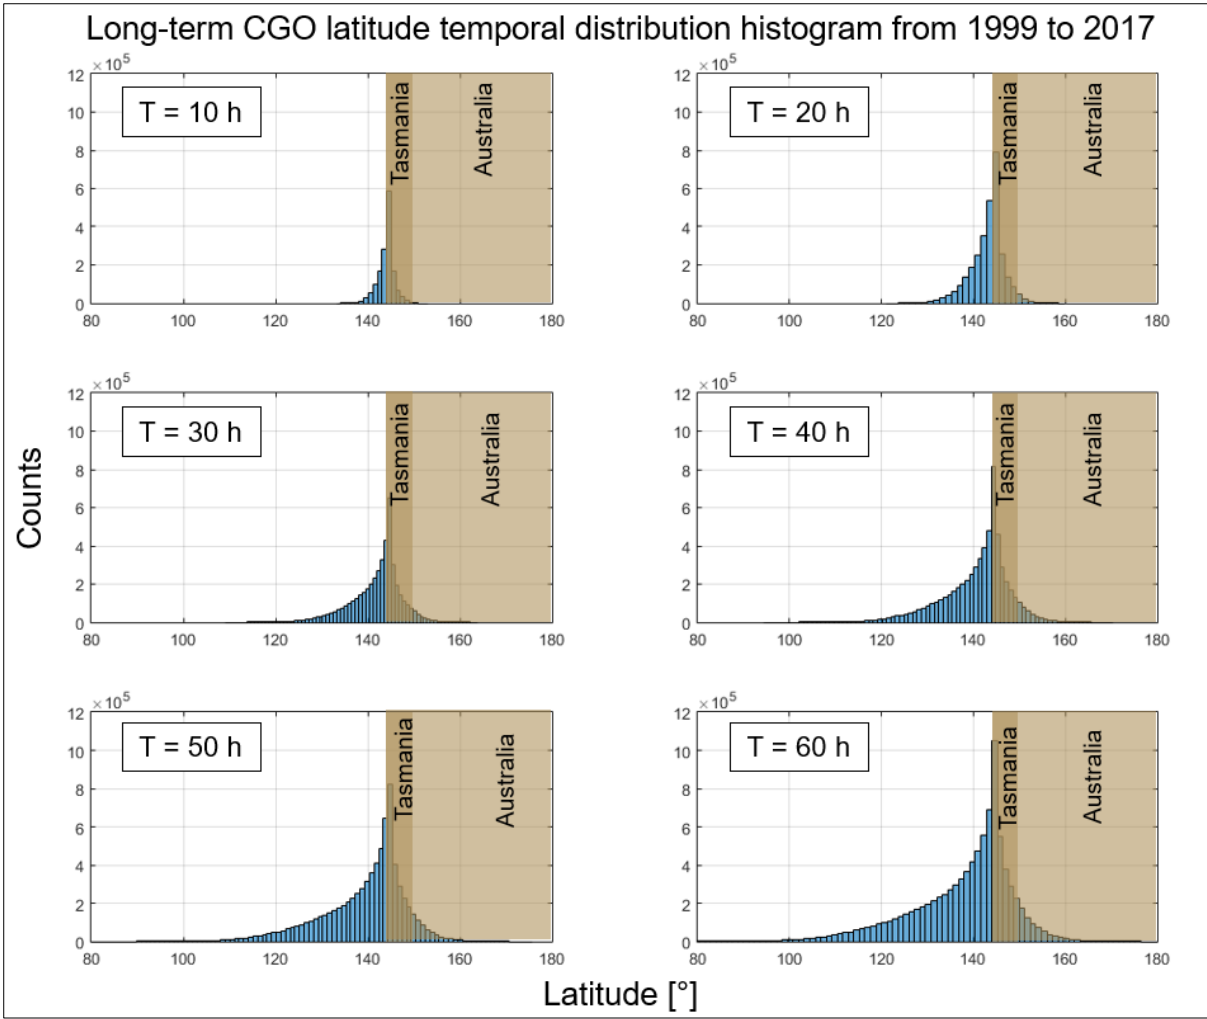 Long-term CGO latitude temporal distribution histogram from 1999 to 2017
× 10⁵
12
10
8
6
4
2
0
80 100 120 140 160 180
T = 10 h
Tasmania
Australia
× 10⁵
12
10
8
6
4
2
0
80 100 120 140 160 180
T = 20 h
Tasmania
Australia
Counts
× 10⁵
12
10
8
6
4
2
0
80 100 120 140 160 180
T = 30 h
Tasmania
Australia
× 10⁵
12
10
8
6
4
2
0
80 100 120 140 160 180
T = 40 h
Tasmania
Australia
× 10⁵
12
10
8
6
4
2
0
80 100 120 140 160 180
T = 50 h
Tasmania
Australia
× 10⁵
12
10
8
6
4
2
0
80 100 120 140 160 180
T = 60 h
Tasmania
Australia
Latitude [°]